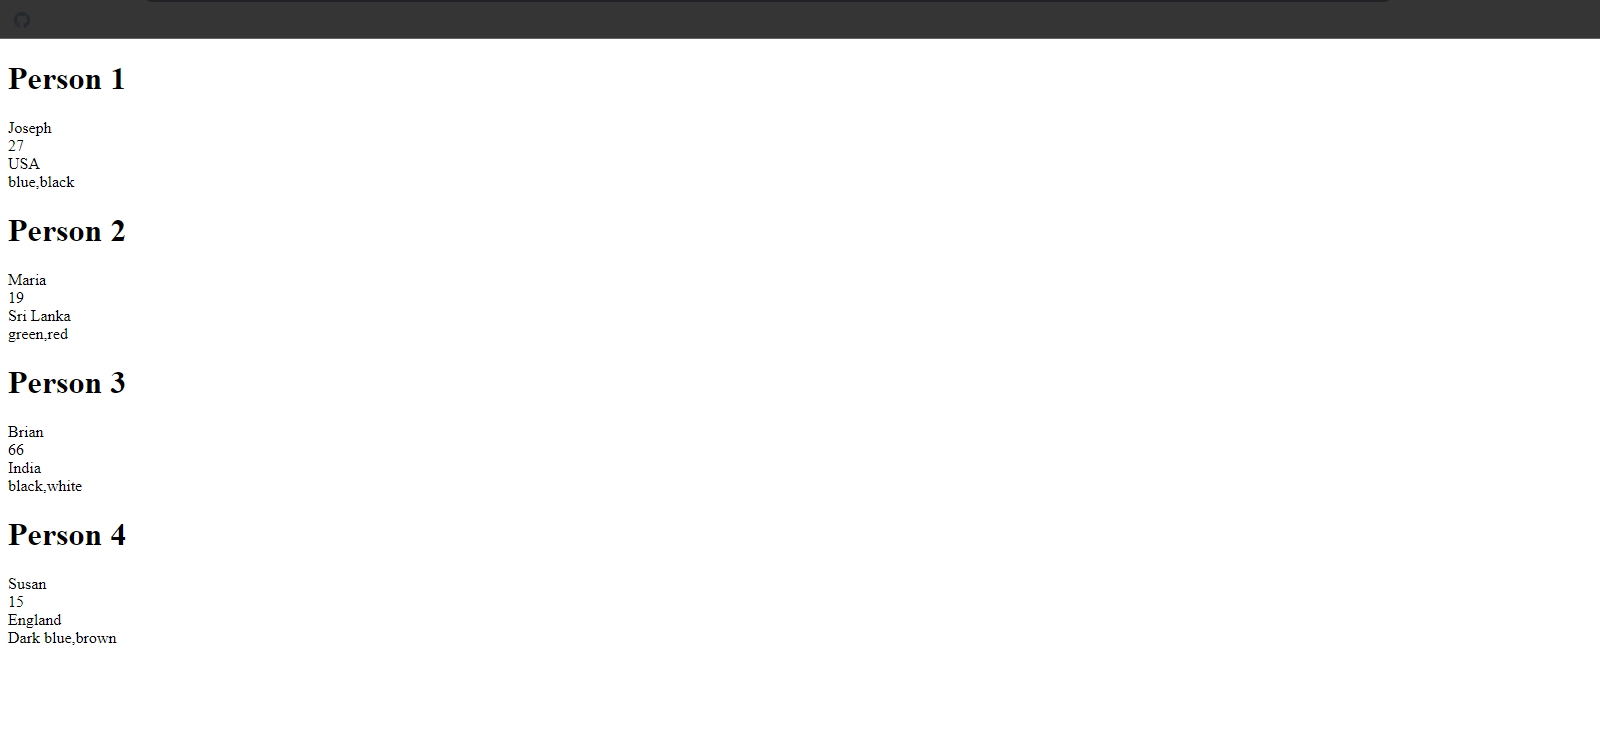 Person 1
Joseph
27
USA
blue,black
Person 2
Maria
19
Sri Lanka
green,red
Person 3
Brian
66
India
black,white
Person 4
Susan
15
England
Dark blue,brown